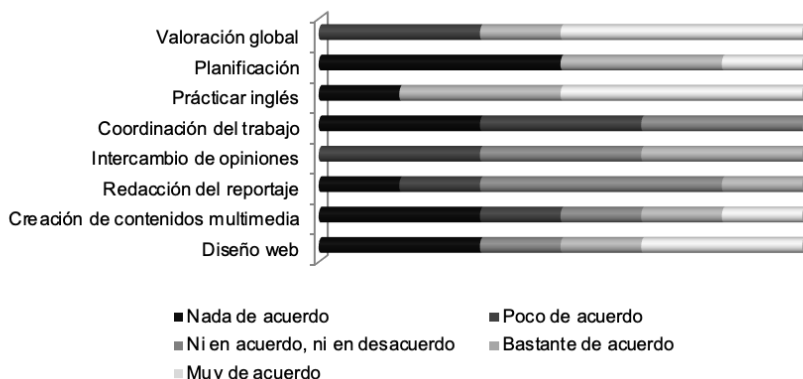 Valoración global
Planificación
Prácticar inglés
Coordinación del trabajo
Intercambio de opiniones
Redacción del reportaje
Creación de contenidos multimedia
Diseño web
Nada de acuerdo
Poco de acuerdo
Ni en acuerdo, ni en desacuerdo
Bastante de acuerdo
Muy de acuerdo